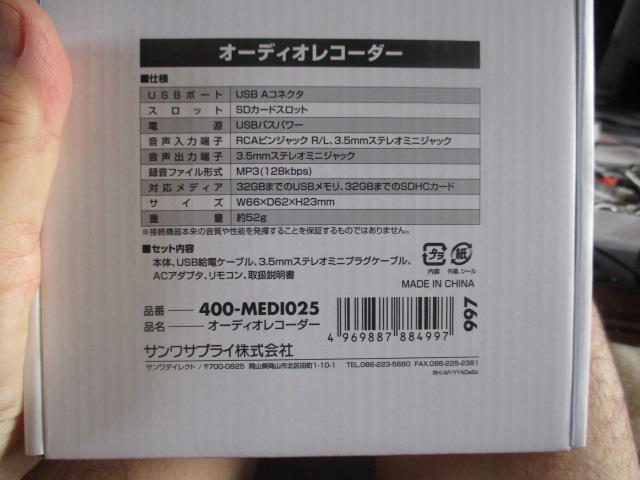 オーディオレコーダー
■仕様
USBポート USB Aコネクタ
スロット SDカードスロット
電源 USBバスパワー
音声入力端子 RCAピンジャック R/L、3.5mmステレオミニジャック
音声出力端子 3.5mmステレオミニジャック
録音ファイル形式 MP3(128kbps)
対応メディア 32GBまでのUSBメモリ、32GBまでのSDHCカード
サイズ W66×D62×H23mm
重量 約52g
※接続機器本来の音質や性能を発揮することを保証するものではありません。
■セット内容
本体、USB給電ケーブル、3.5mmステレオミニプラグケーブル、
ACアダプタ、リモコン、取扱説明書
プラ 紙
内装 外箱、シール
MADE IN CHINA
品番 400-MEDI025
品名 オーディオレコーダー
4 969887 884997
997
サンワサプライ株式会社
サンワダイレクト/〒700-0825 岡山県岡山市北区田町1-10-1 TEL.086-223-5680 FAX.086-225-2381
BH/AF/YYADaSz